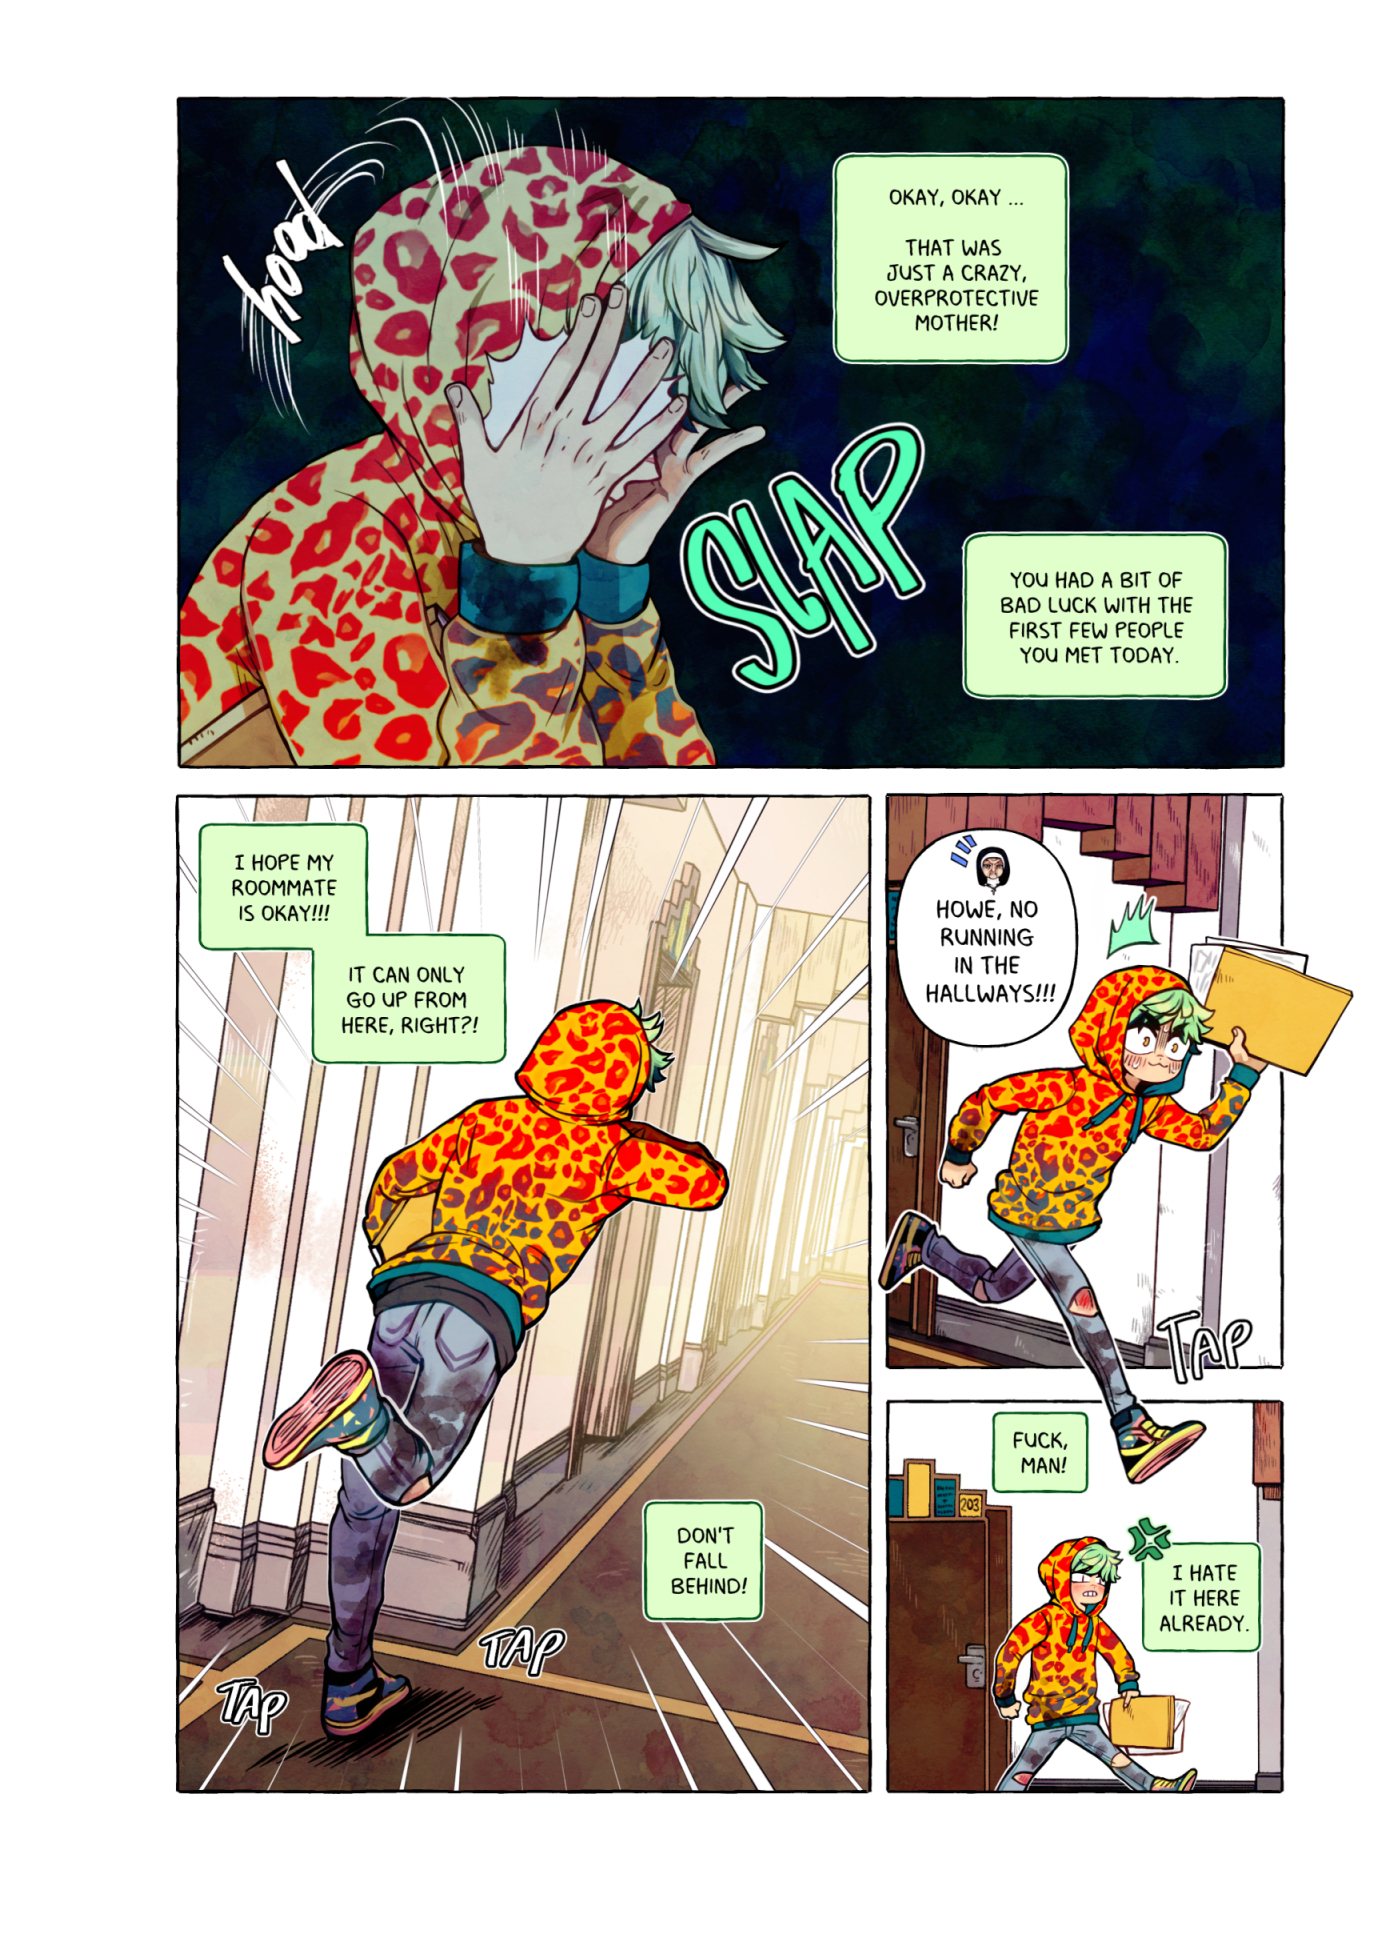 hood
OKAY, OKAY ...
THAT WAS
JUST A CRAZY,
OVERPROTECTIVE
MOTHER!
SLAP
YOU HAD A BIT OF
BAD LUCK WITH THE
FIRST FEW PEOPLE
YOU MET TODAY.
I HOPE MY
ROOMMATE
IS OKAY!!!
IT CAN ONLY
GO UP FROM
HERE, RIGHT?!
DON'T
FALL
BEHIND!
TAP
TAP
HOWE, NO
RUNNING
IN THE
HALLWAYS!!!
TAP
FUCK,
MAN!
203
I HATE
IT HERE
ALREADY.